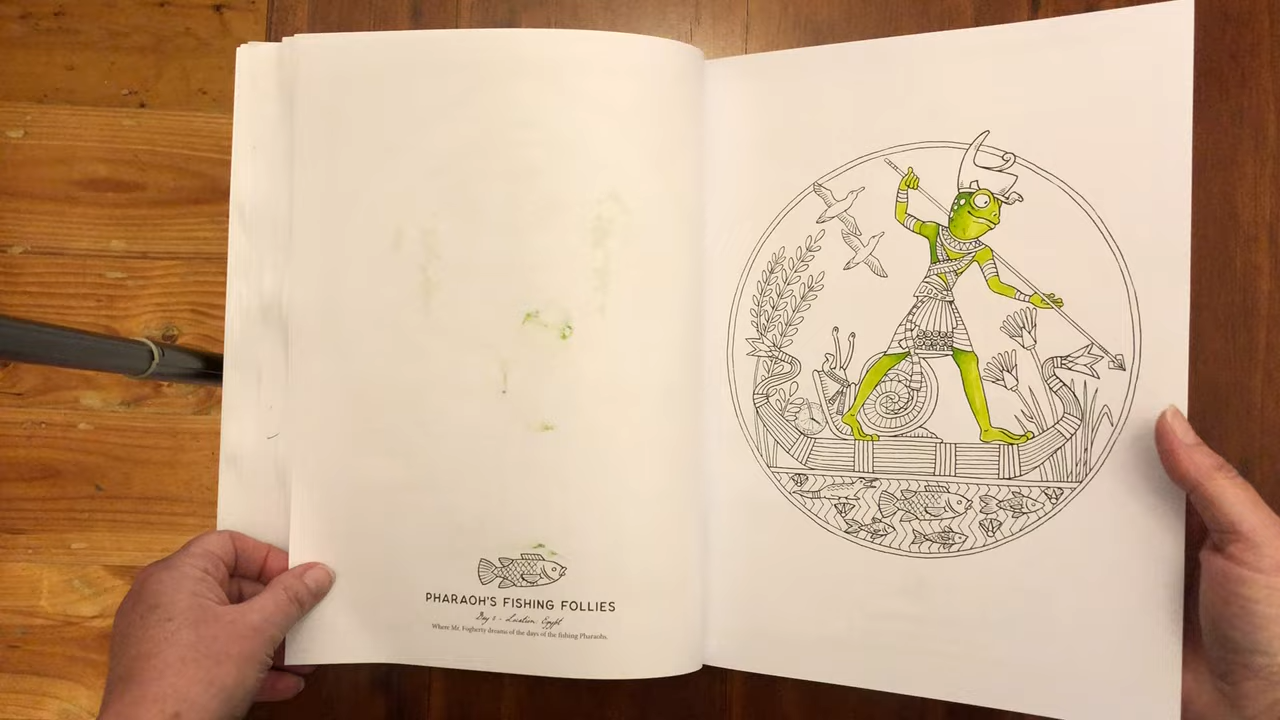 PHARAOH'S FISHING FOLLIES
Day 2 - Location: Egypt
Where Mr. Fogherty dreams of the days of the fishing Pharaohs.